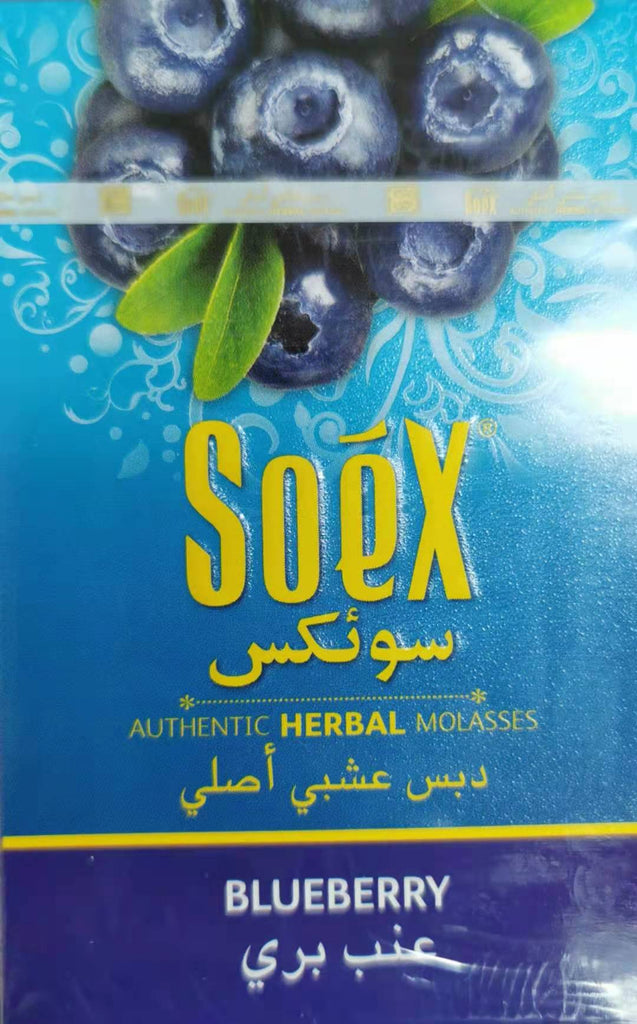 SoeX®
سوئكس
AUTHENTIC HERBAL MOLASSES
دبس عشبي أصلي
BLUEBERRY
عنب بري